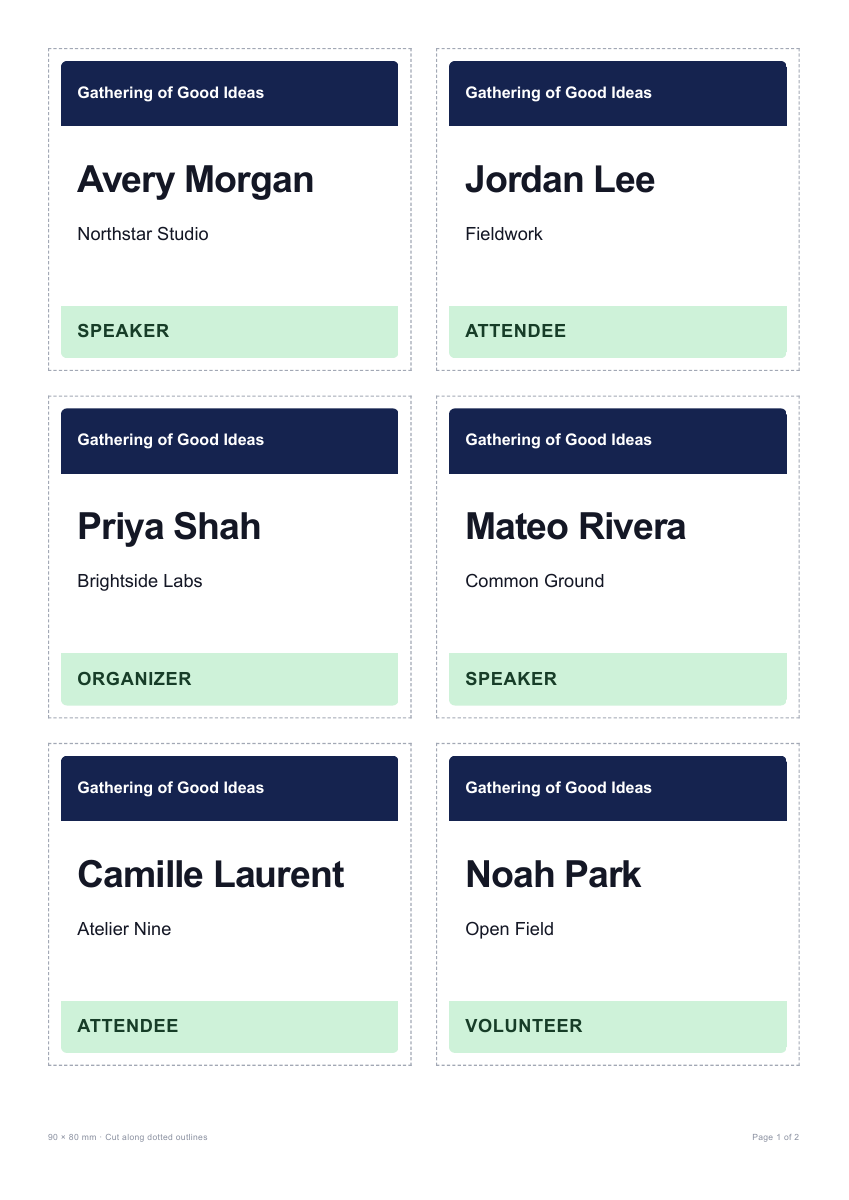 Gathering of Good Ideas
Avery Morgan
Northstar Studio
SPEAKER
Gathering of Good Ideas
Jordan Lee
Fieldwork
ATTENDEE
Gathering of Good Ideas
Priya Shah
Brightside Labs
ORGANIZER
Gathering of Good Ideas
Mateo Rivera
Common Ground
SPEAKER
Gathering of Good Ideas
Camille Laurent
Atelier Nine
ATTENDEE
Gathering of Good Ideas
Noah Park
Open Field
VOLUNTEER
90 × 80 mm · Cut along dotted outlines
Page 1 of 2